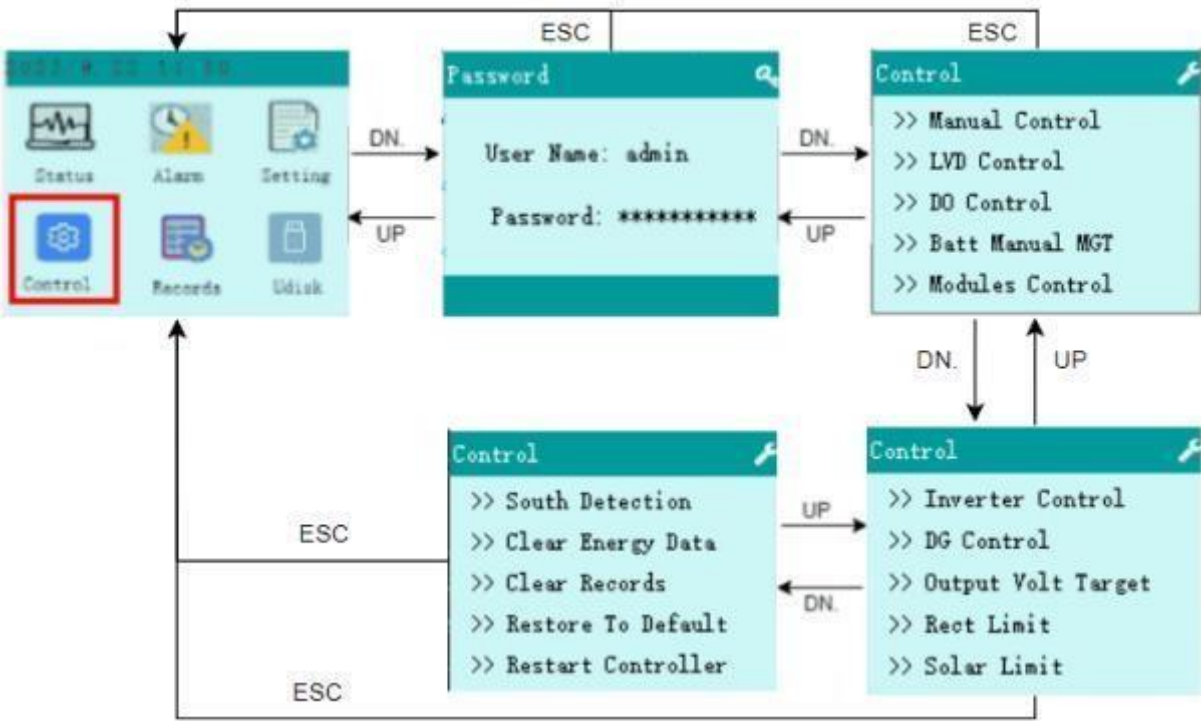 ESC
ESC
Password
Control
Status
Alarm
Setting
Control
Records
Udisk
DN.
UP
User Name: admin
Password: ***********
DN.
UP
>> Manual Control
>> LVD Control
>> DO Control
>> Batt Manual MGT
>> Modules Control
DN.
UP
Control
>> South Detection
>> Clear Energy Data
>> Clear Records
>> Restore To Default
>> Restart Controller
UP
DN.
Control
>> Inverter Control
>> DG Control
>> Output Volt Target
>> Rect Limit
>> Solar Limit
ESC
ESC